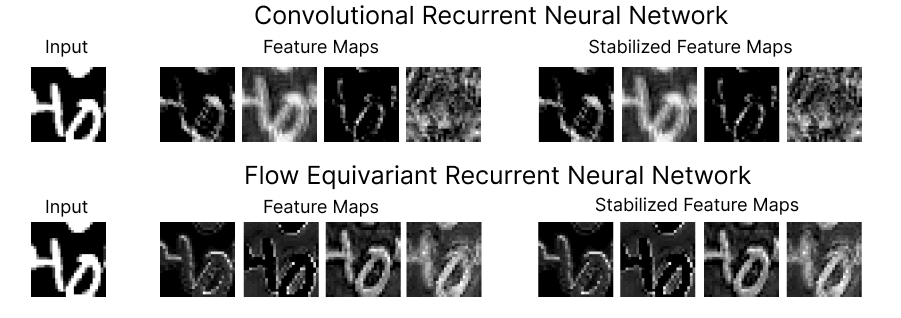 Convolutional Recurrent Neural Network
Input Feature Maps Stabilized Feature Maps
Flow Equivariant Recurrent Neural Network
Input Feature Maps Stabilized Feature Maps